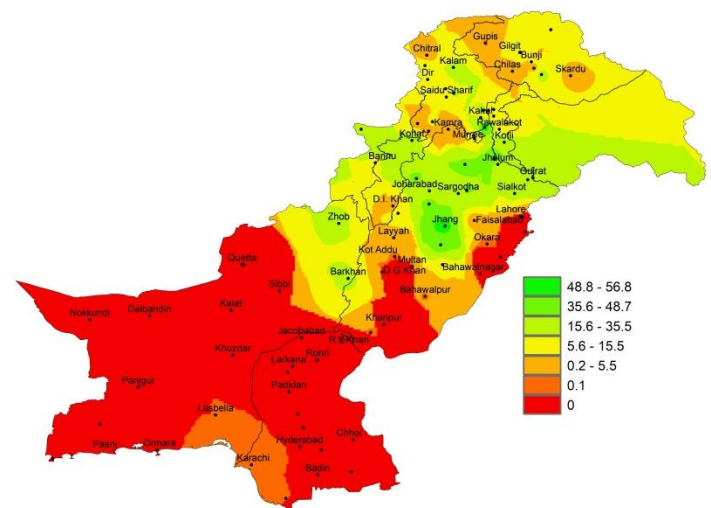 Gupis
Gilgit
Chitral
Bunji
Kalam
Chilas
Skardu
Dir
Saidu Sharif
Kakul
Kamra
Rawalakot
Kohat
Murree
Kotli
Bannu
Jhelum
Gujrat
Joharabad
Sargodha
Sialkot
D.I. Khan
Zhob
Jhang
Lahore
Faisalabad
Layyah
Okara
Kot Addu
Quetta
Multan
Barkhan
D G Khan
Bahawalnagar
Sibbi
Bahawalpur
Nokkundi
Dalbandin
Kalat
Khanpur
Jacobabad
R.Y.Khan
Khuzdar
Larkana
Rohri
Panjgur
Padidan
Lasbella
Pasni
Ormara
Hyderabad
Chhor
Karachi
Badin
48.8 - 56.8
35.6 - 48.7
15.6 - 35.5
5.6 - 15.5
0.2 - 5.5
0.1
0